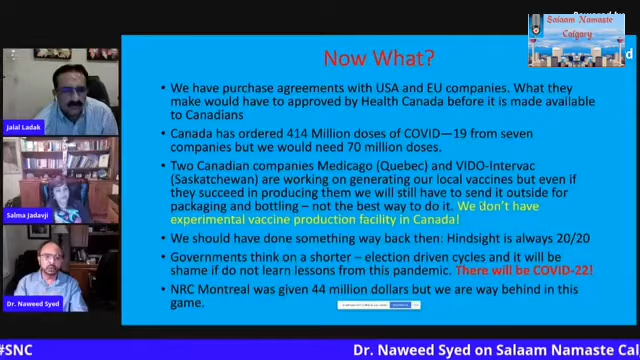 Salaam Namaste
Calgary
d
Now What?
• We have purchase agreements with USA and EU companies. What they
make would have to approved by Health Canada before it is made available
to Canadians
• Canada has ordered 414 Million doses of COVID—19 from seven
companies but we would need 70 million doses.
• Two Canadian companies Medicago (Quebec) and VIDO-Intervac
(Saskatchewan) are working on generating our local vaccines but even if
they succeed in producing them we will still have to send it outside for
packaging and bottling – not the best way to do it. We don't have
experimental vaccine production facility in Canada!
• We should have done something way back then: Hindsight is always 20/20
• Governments think on a shorter – election driven cycles and it will be
shame if do not learn lessons from this pandemic. There will be COVID-22!
• NRC Montreal was given 44 million dollars but we are way behind in this
game.
Jalal Ladak
Salma Jadavji
Dr. Naweed Syed
#SNC
Dr. Naweed Syed on Salaam Namaste Cal